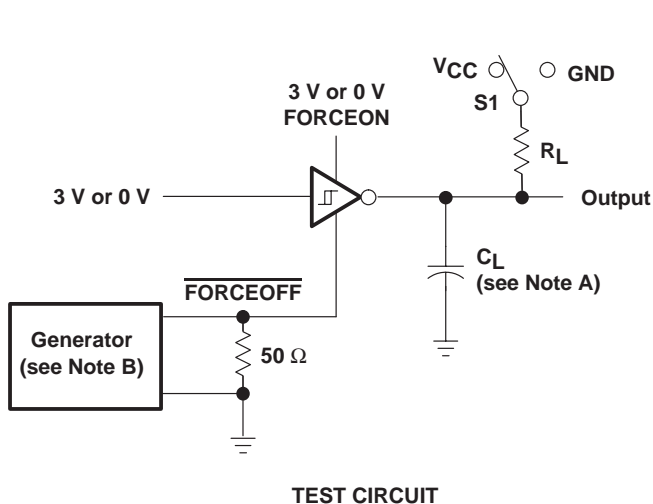 VCC
GND
S1
3 V or 0 V
FORCEON
RL
3 V or 0 V
Output
CL
(see Note A)
FORCEOFF
Generator
(see Note B)
50 Ω
TEST CIRCUIT